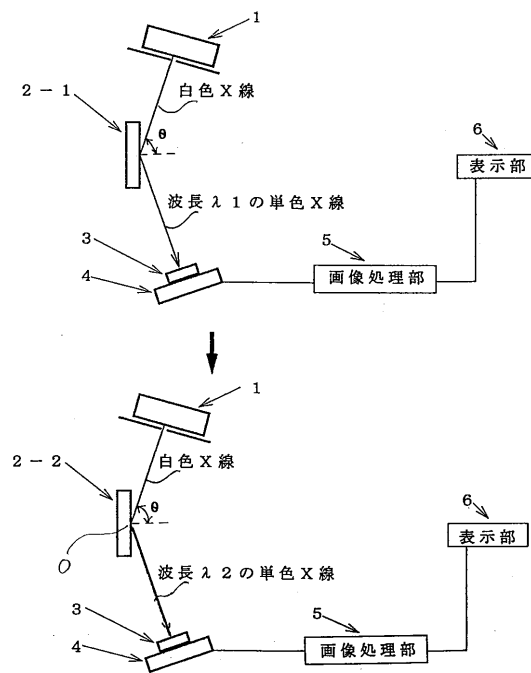 1
白色X線
2-1
θ
6
表示部
波長λ1の単色X線
3
5
4
画像処理部
1
白色X線
2-2
θ
6
表示部
O
波長λ2の単色X線
3
5
4
画像処理部